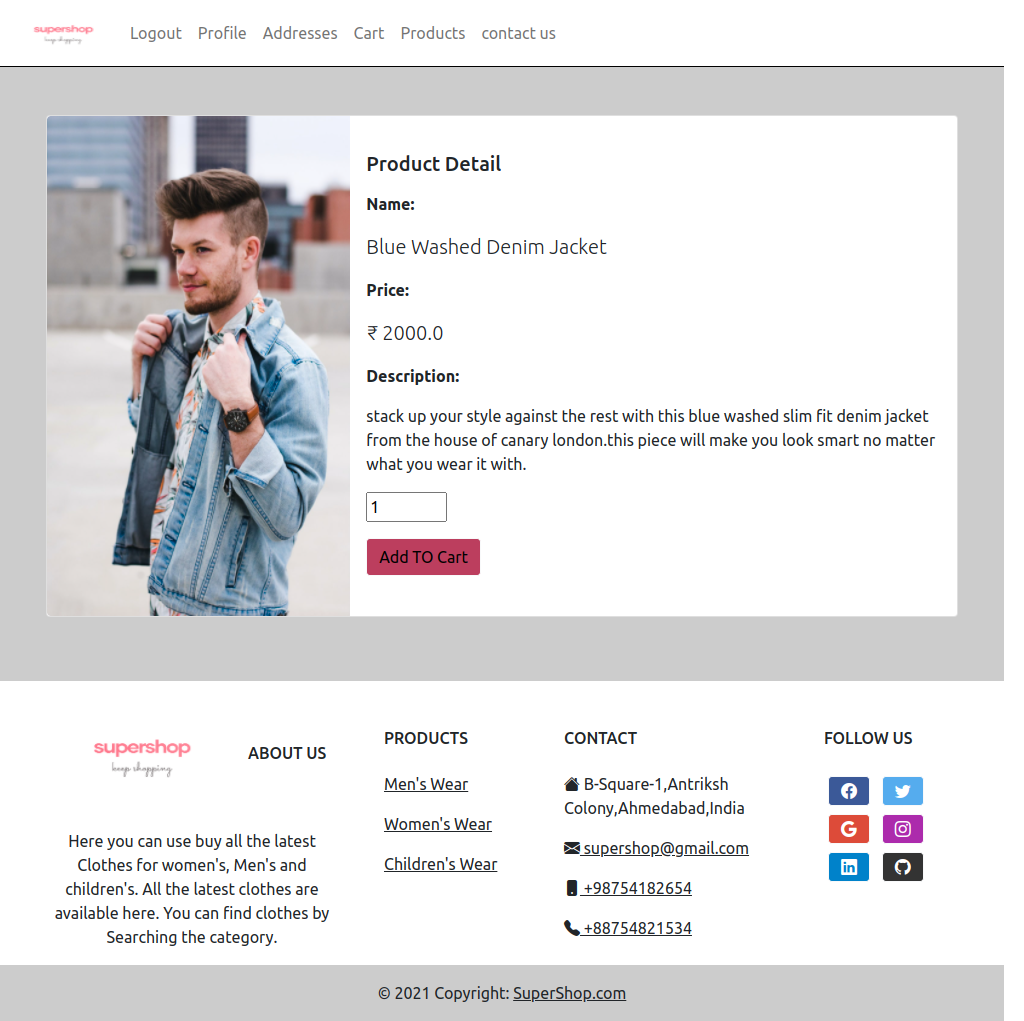 supershop
keep shopping
Logout Profile Addresses Cart Products contact us
Product Detail
Name:
Blue Washed Denim Jacket
Price:
₹ 2000.0
Description:
stack up your style against the rest with this blue washed slim fit denim jacket
from the house of canary london.this piece will make you look smart no matter
what you wear it with.
1
Add TO Cart
supershop
keep shopping
ABOUT US
Here you can use buy all the latest
Clothes for women's, Men's and
children's. All the latest clothes are
available here. You can find clothes by
Searching the category.
PRODUCTS
Men's Wear
Women's Wear
Children's Wear
CONTACT
B-Square-1,Antriksh
Colony,Ahmedabad,India
supershop@gmail.com
+98754182654
+88754821534
FOLLOW US
© 2021 Copyright: SuperShop.com